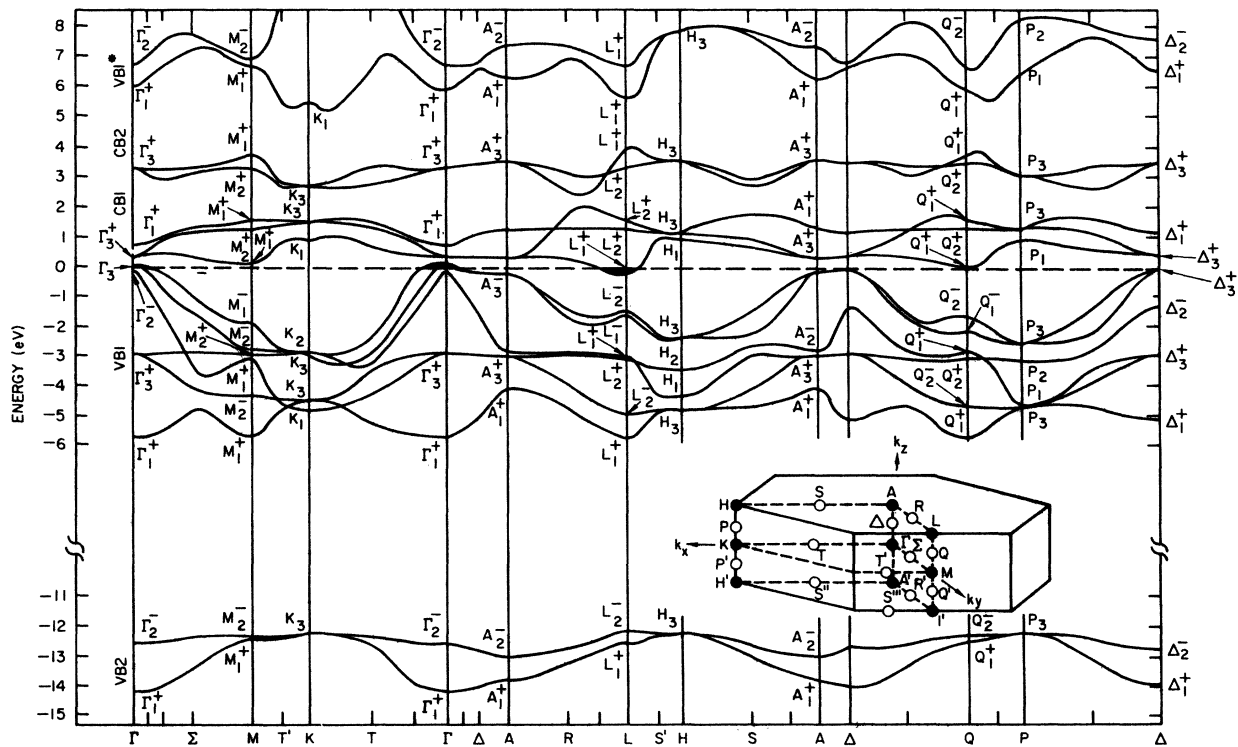 8
7
6
5
4
3
2
1
0
-1
-2
-3
-4
-5
-6
-11
-12
-13
-14
-15
ENERGY (eV)
VB1*
CB2
CB1
VB1
VB2
Γ2- M2- Γ2- A2- L1+ H3 A2- Q2- P2 Δ2-
Γ1+ M1+ K1 Γ1+ A1+ L1+ A1+ Q1+ P1 Δ1+
Γ3+ M1+ Γ3+ A3+ L1+ H3 A3+ Q1+ P3 Δ3+
M2+ K3 L2+ Q2+
Γ1+ M1+ K3 Γ1+ L2+ H3 A1+ Q1+ P3 Δ1+
Γ3+ M2+ M1+ K1 L1+ L2+ H1 A3+ Q1+ Q2+ P1 Δ3+
Γ3- A3- Δ3+
Γ2- M1- L2- Q2- Q1- Δ2-
M2+ M2- K2 L1+ L1- H3 A2- Q1+ P3
Γ3+ M1+ K3 Γ3+ A3+ L2+ H2 A3+ Q2- Q2+ P2 Δ3+
M2- K3 A1+ L2- H1 A1+ P1
Γ1+ M1+ K1 Γ1+ L1+ H3 Q1+ P3 Δ1+
Γ2- M2- K3 Γ2- A2- L2- H3 A2- Q2- P3 Δ2-
Γ1+ M1+ Γ1+ A1+ L1+ A1+ Q1+ Δ1+
kz
H S A
R L
P Δ
kx K T Γ Σ Q
T' M
P' A' R' Q'
H' S'' S''' ky
Γ Σ M T' K T Γ Δ A R L S' H S A Δ Q P Δ